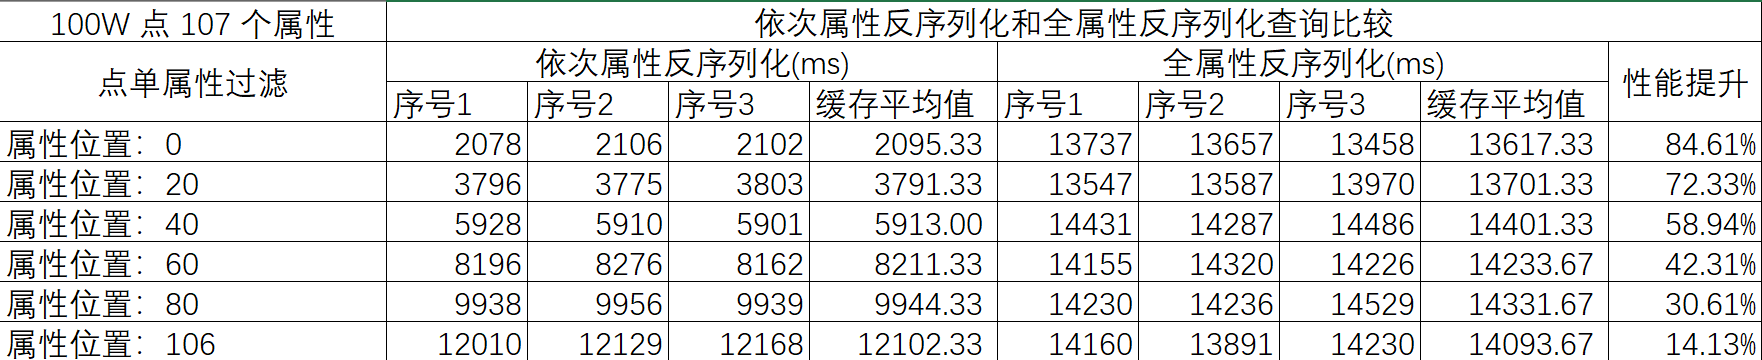 100W 点 107 个属性 依次属性反序列化和全属性反序列化查询比较
点单属性过滤 依次属性反序列化(ms) 全属性反序列化(ms) 性能提升
序号1 序号2 序号3 缓存平均值 序号1 序号2 序号3 缓存平均值
属性位置：0 2078 2106 2102 2095.33 13737 13657 13458 13617.33 84.61%
属性位置：20 3796 3775 3803 3791.33 13547 13587 13970 13701.33 72.33%
属性位置：40 5928 5910 5901 5913.00 14431 14287 14486 14401.33 58.94%
属性位置：60 8196 8276 8162 8211.33 14155 14320 14226 14233.67 42.31%
属性位置：80 9938 9956 9939 9944.33 14230 14236 14529 14331.67 30.61%
属性位置：106 12010 12129 12168 12102.33 14160 13891 14230 14093.67 14.13%